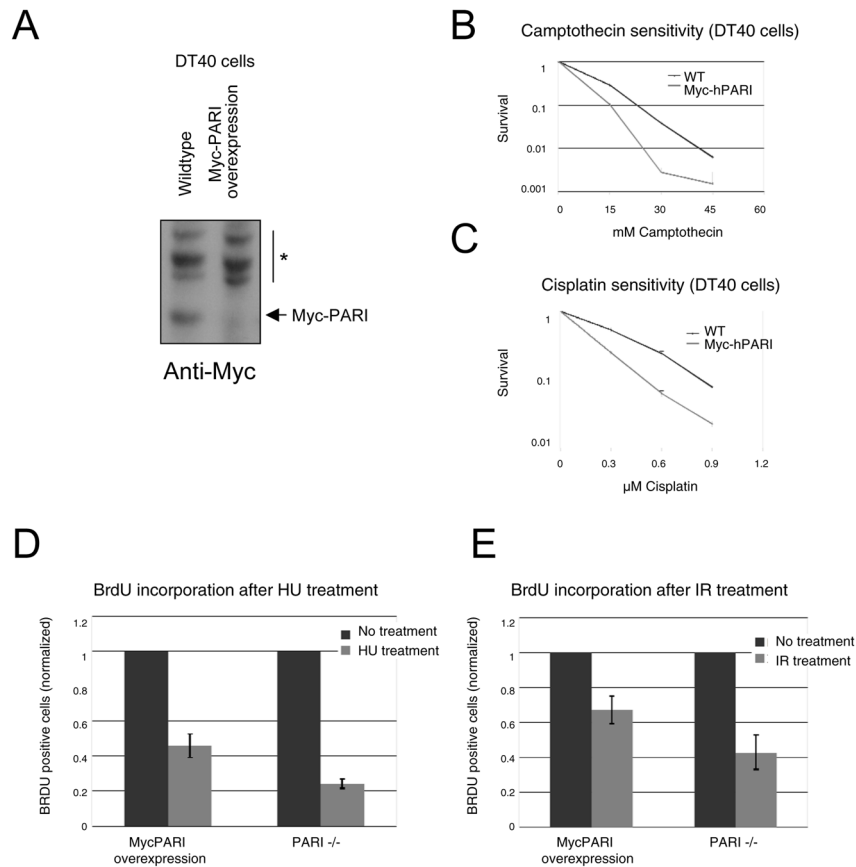 A
DT40 cells
Wildtype
Myc-PARI
overexpression
*
Myc-PARI
Anti-Myc
B
Camptothecin sensitivity (DT40 cells)
Survival
1
0.1
0.01
0.001
WT
Myc-hPARI
0 15 30 45 60
mM Camptothecin
C
Cisplatin sensitivity (DT40 cells)
Survival
1
0.1
0.01
WT
Myc-hPARI
0 0.3 0.6 0.9 1.2
µM Cisplatin
D
BrdU incorporation after HU treatment
BRDU positive cells (normalized)
1.2
1
0.8
0.6
0.4
0.2
0
No treatment
HU treatment
MycPARI
overexpression
PARI -/-
E
BrdU incorporation after IR treatment
BRDU positive cells (normalized)
1.2
1
0.8
0.6
0.4
0.2
0
No treatment
IR treatment
MycPARI
overexpression
PARI -/-